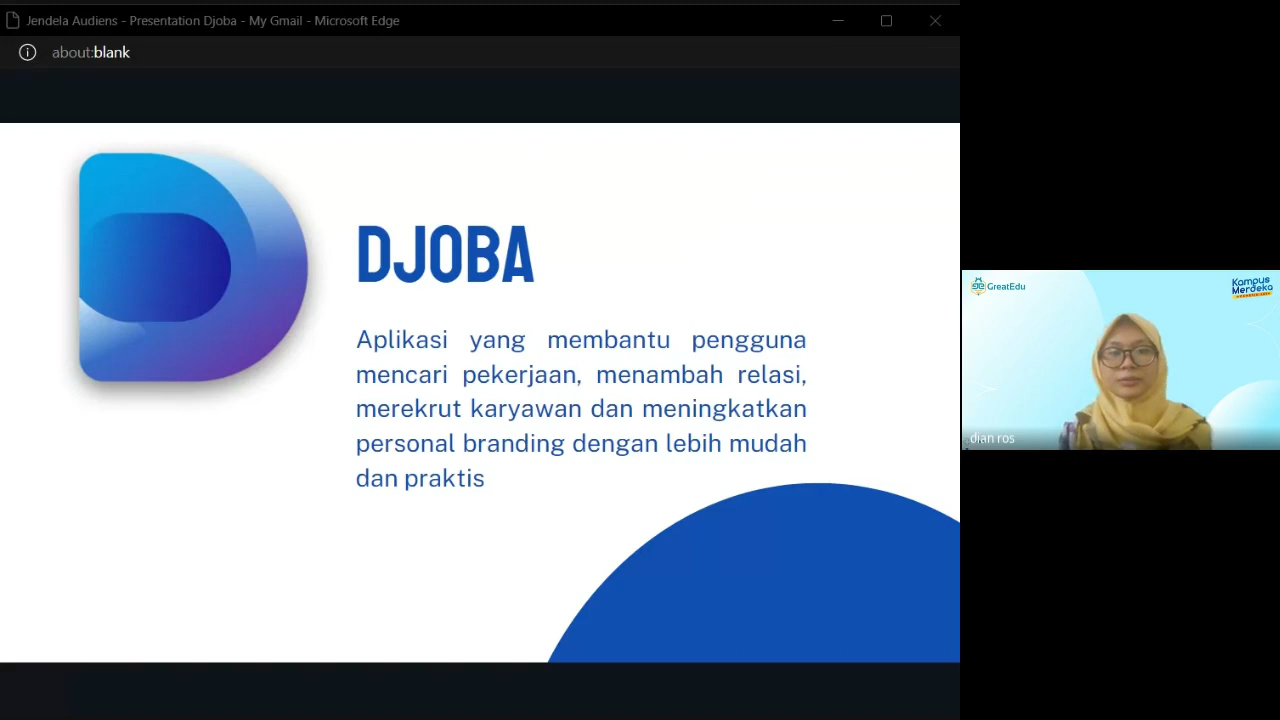 Jendela Audiens - Presentation Djoba - My Gmail - Microsoft Edge
about:blank
DJOBA
Aplikasi yang membantu pengguna
mencari pekerjaan, menambah relasi,
merekrut karyawan dan meningkatkan
personal branding dengan lebih mudah
dan praktis
GreatEdu
Kampus
Merdeka
dian ros